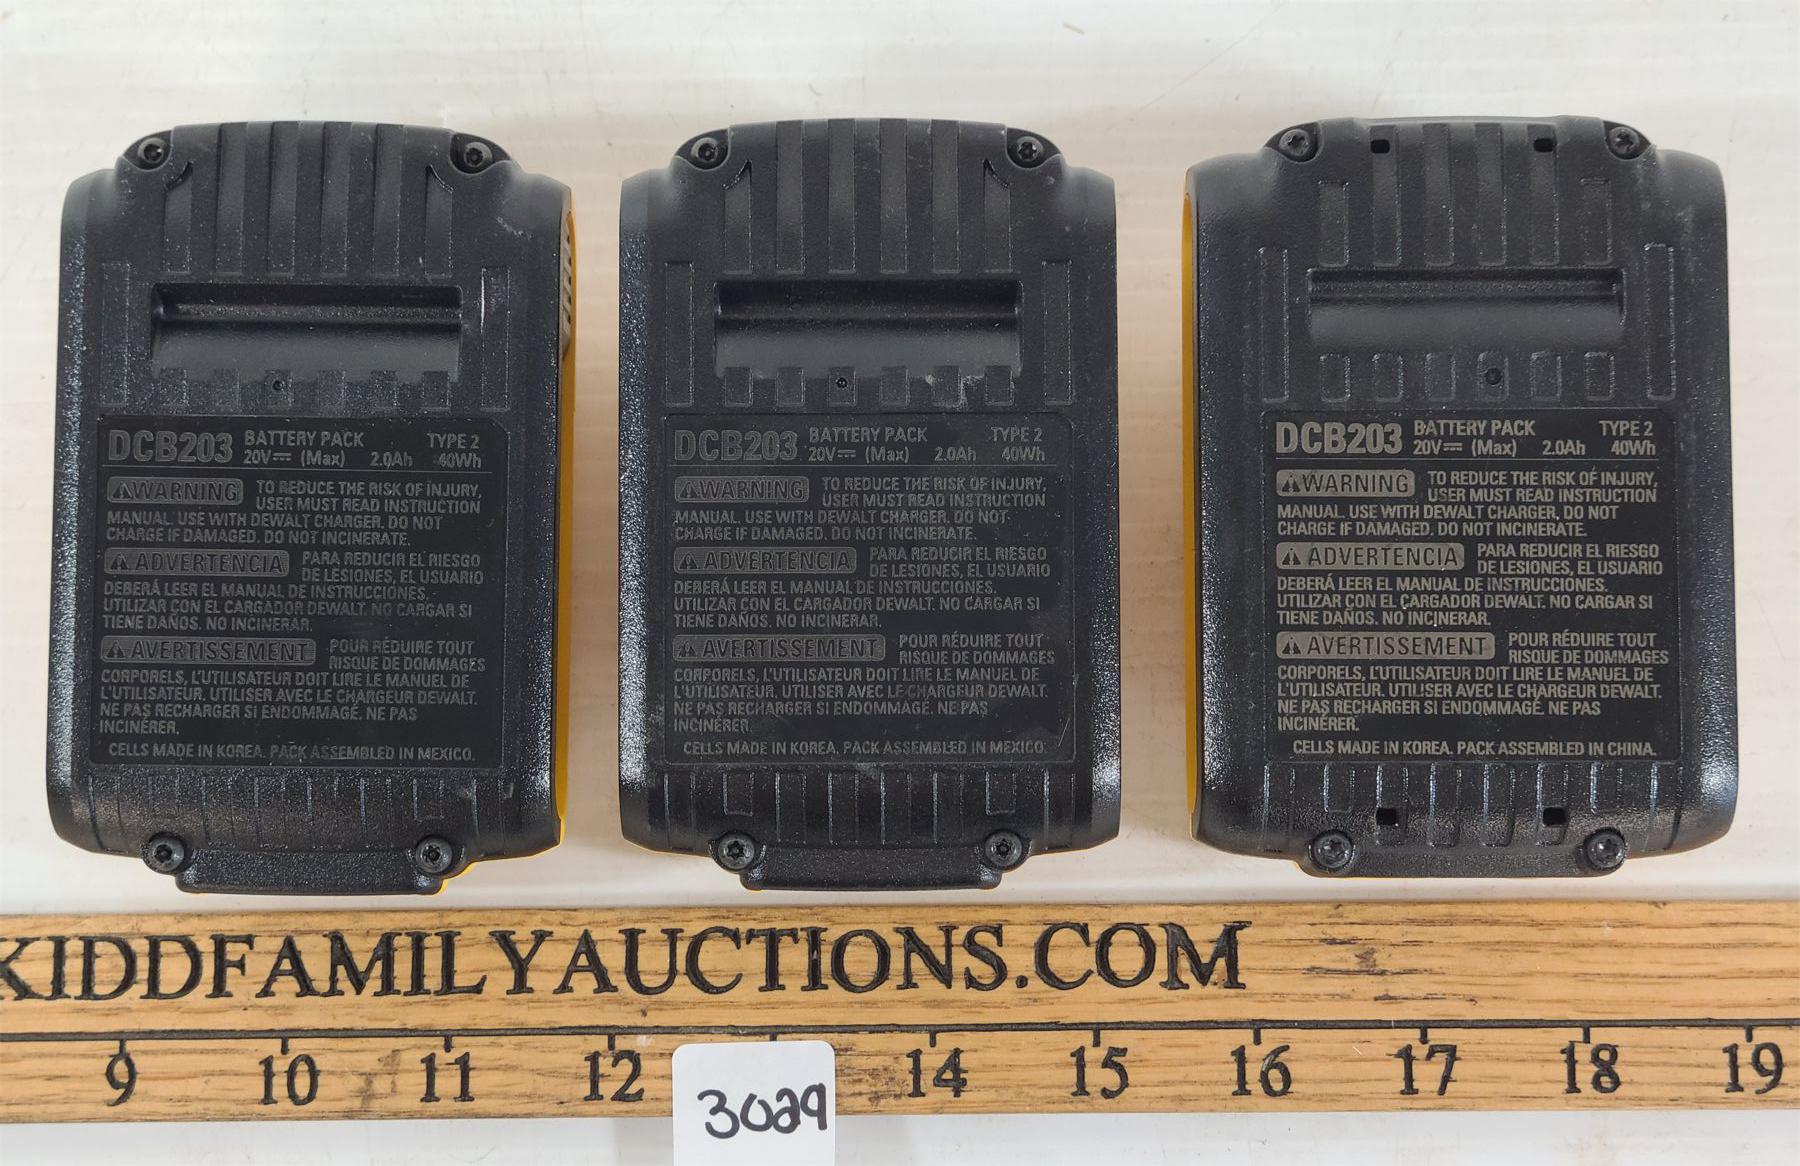 DCB203 BATTERY PACK TYPE 2
20V⎓ (Max) 2.0Ah 40Wh
⚠WARNING TO REDUCE THE RISK OF INJURY,
USER MUST READ INSTRUCTION
MANUAL. USE WITH DEWALT CHARGER. DO NOT
CHARGE IF DAMAGED. DO NOT INCINERATE.
⚠ADVERTENCIA PARA REDUCIR EL RIESGO
DE LESIONES, EL USUARIO
DEBERÁ LEER EL MANUAL DE INSTRUCCIONES.
UTILIZAR CON EL CARGADOR DEWALT. NO CARGAR SI
TIENE DAÑOS. NO INCINERAR.
⚠AVERTISSEMENT POUR RÉDUIRE TOUT
RISQUE DE DOMMAGES
CORPORELS, L'UTILISATEUR DOIT LIRE LE MANUEL DE
L'UTILISATEUR. UTILISER AVEC LE CHARGEUR DEWALT.
NE PAS RECHARGER SI ENDOMMAGÉ. NE PAS
INCINÉRER.
CELLS MADE IN KOREA. PACK ASSEMBLED IN MEXICO.
DCB203 BATTERY PACK TYPE 2
20V⎓ (Max) 2.0Ah 40Wh
⚠WARNING TO REDUCE THE RISK OF INJURY,
USER MUST READ INSTRUCTION
MANUAL. USE WITH DEWALT CHARGER. DO NOT
CHARGE IF DAMAGED. DO NOT INCINERATE.
⚠ADVERTENCIA PARA REDUCIR EL RIESGO
DE LESIONES, EL USUARIO
DEBERÁ LEER EL MANUAL DE INSTRUCCIONES.
UTILIZAR CON EL CARGADOR DEWALT. NO CARGAR SI
TIENE DAÑOS. NO INCINERAR.
⚠AVERTISSEMENT POUR RÉDUIRE TOUT
RISQUE DE DOMMAGES
CORPORELS, L'UTILISATEUR DOIT LIRE LE MANUEL DE
L'UTILISATEUR. UTILISER AVEC LE CHARGEUR DEWALT.
NE PAS RECHARGER SI ENDOMMAGÉ. NE PAS
INCINÉRER.
CELLS MADE IN KOREA. PACK ASSEMBLED IN MEXICO.
DCB203 BATTERY PACK TYPE 2
20V⎓ (Max) 2.0Ah 40Wh
⚠WARNING TO REDUCE THE RISK OF INJURY,
USER MUST READ INSTRUCTION
MANUAL. USE WITH DEWALT CHARGER, DO NOT
CHARGE IF DAMAGED. DO NOT INCINERATE.
⚠ADVERTENCIA PARA REDUCIR EL RIESGO
DE LESIONES, EL USUARIO
DEBERÁ LEER EL MANUAL DE INSTRUCCIONES.
UTILIZAR CON EL CARGADOR DEWALT. NO CARGAR SI
TIENE DAÑOS. NO INCINERAR.
⚠AVERTISSEMENT POUR RÉDUIRE TOUT
RISQUE DE DOMMAGES
CORPORELS, L'UTILISATEUR DOIT LIRE LE MANUEL DE
L'UTILISATEUR. UTILISER AVEC LE CHARGEUR DEWALT.
NE PAS RECHARGER SI ENDOMMAGÉ. NE PAS
INCINÉRER.
CELLS MADE IN KOREA. PACK ASSEMBLED IN CHINA.
KIDDFAMILYAUCTIONS.COM
9 10 11 12 14 15 16 17 18 19
3029